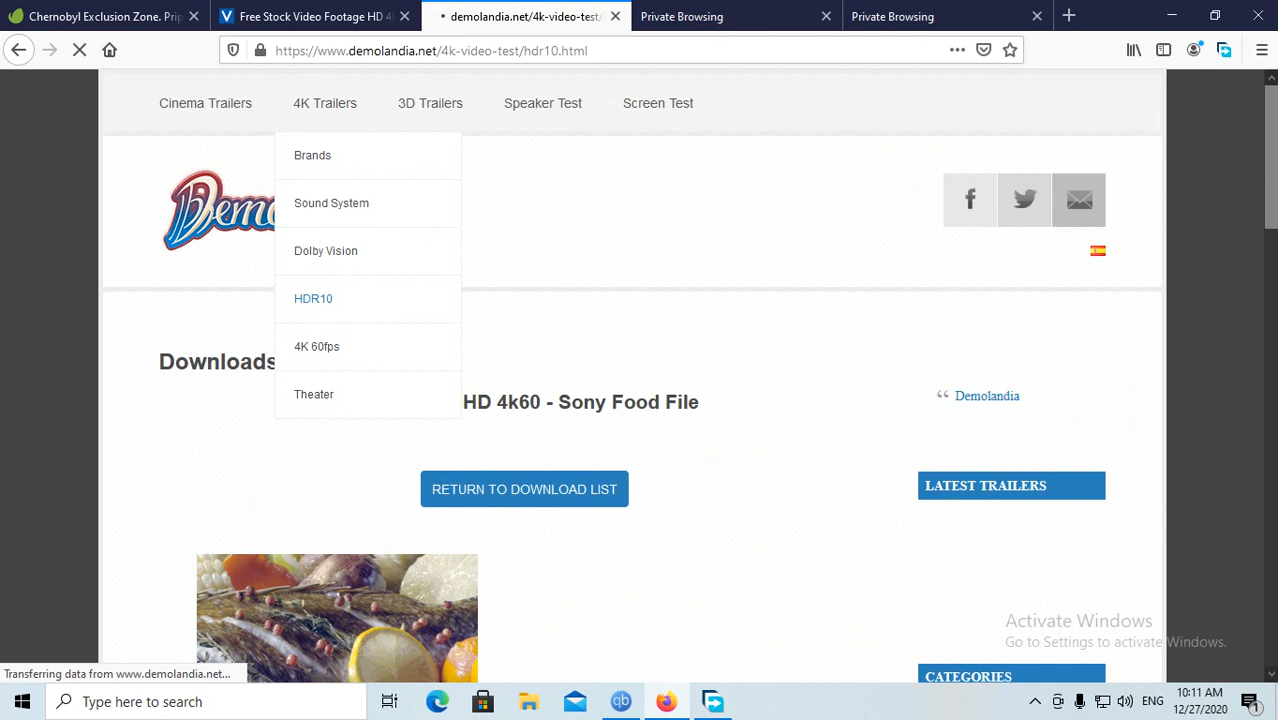 Chernobyl Exclusion Zone. Prip
Free Stock Video Footage HD 4K
demolandia.net/4k-video-test/
Private Browsing
Private Browsing
https://www.demolandia.net/4k-video-test/hdr10.html
Cinema Trailers
4K Trailers
3D Trailers
Speaker Test
Screen Test
Brands
Sound System
Dolby Vision
HDR10
4K 60fps
Theater
Demo
Downloads
HD 4k60 - Sony Food File
“ Demolandia
RETURN TO DOWNLOAD LIST
LATEST TRAILERS
Activate Windows
Go to Settings to activate Windows.
CATEGORIES
Transferring data from www.demolandia.net...
Type here to search
qb
ENG
10:11 AM
12/27/2020
1